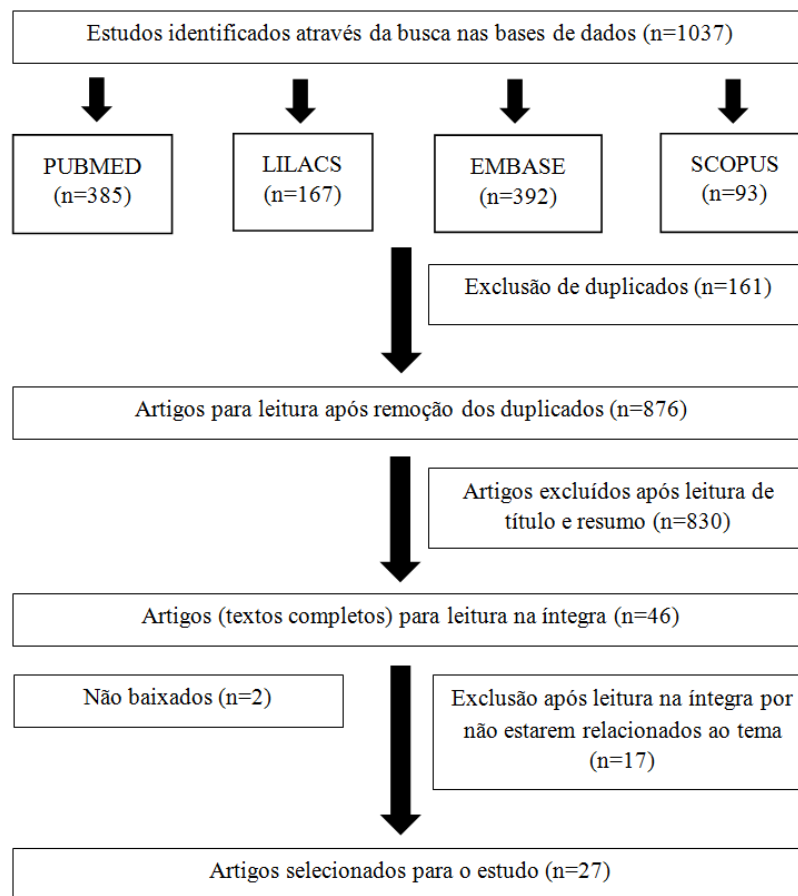 Estudos identificados através da busca nas bases de dados (n=1037)
PUBMED
(n=385)
LILACS
(n=167)
EMBASE
(n=392)
SCOPUS
(n=93)
Exclusão de duplicados (n=161)
Artigos para leitura após remoção dos duplicados (n=876)
Artigos excluídos após leitura de
título e resumo (n=830)
Artigos (textos completos) para leitura na íntegra (n=46)
Não baixados (n=2)
Exclusão após leitura na íntegra por
não estarem relacionados ao tema
(n=17)
Artigos selecionados para o estudo (n=27)